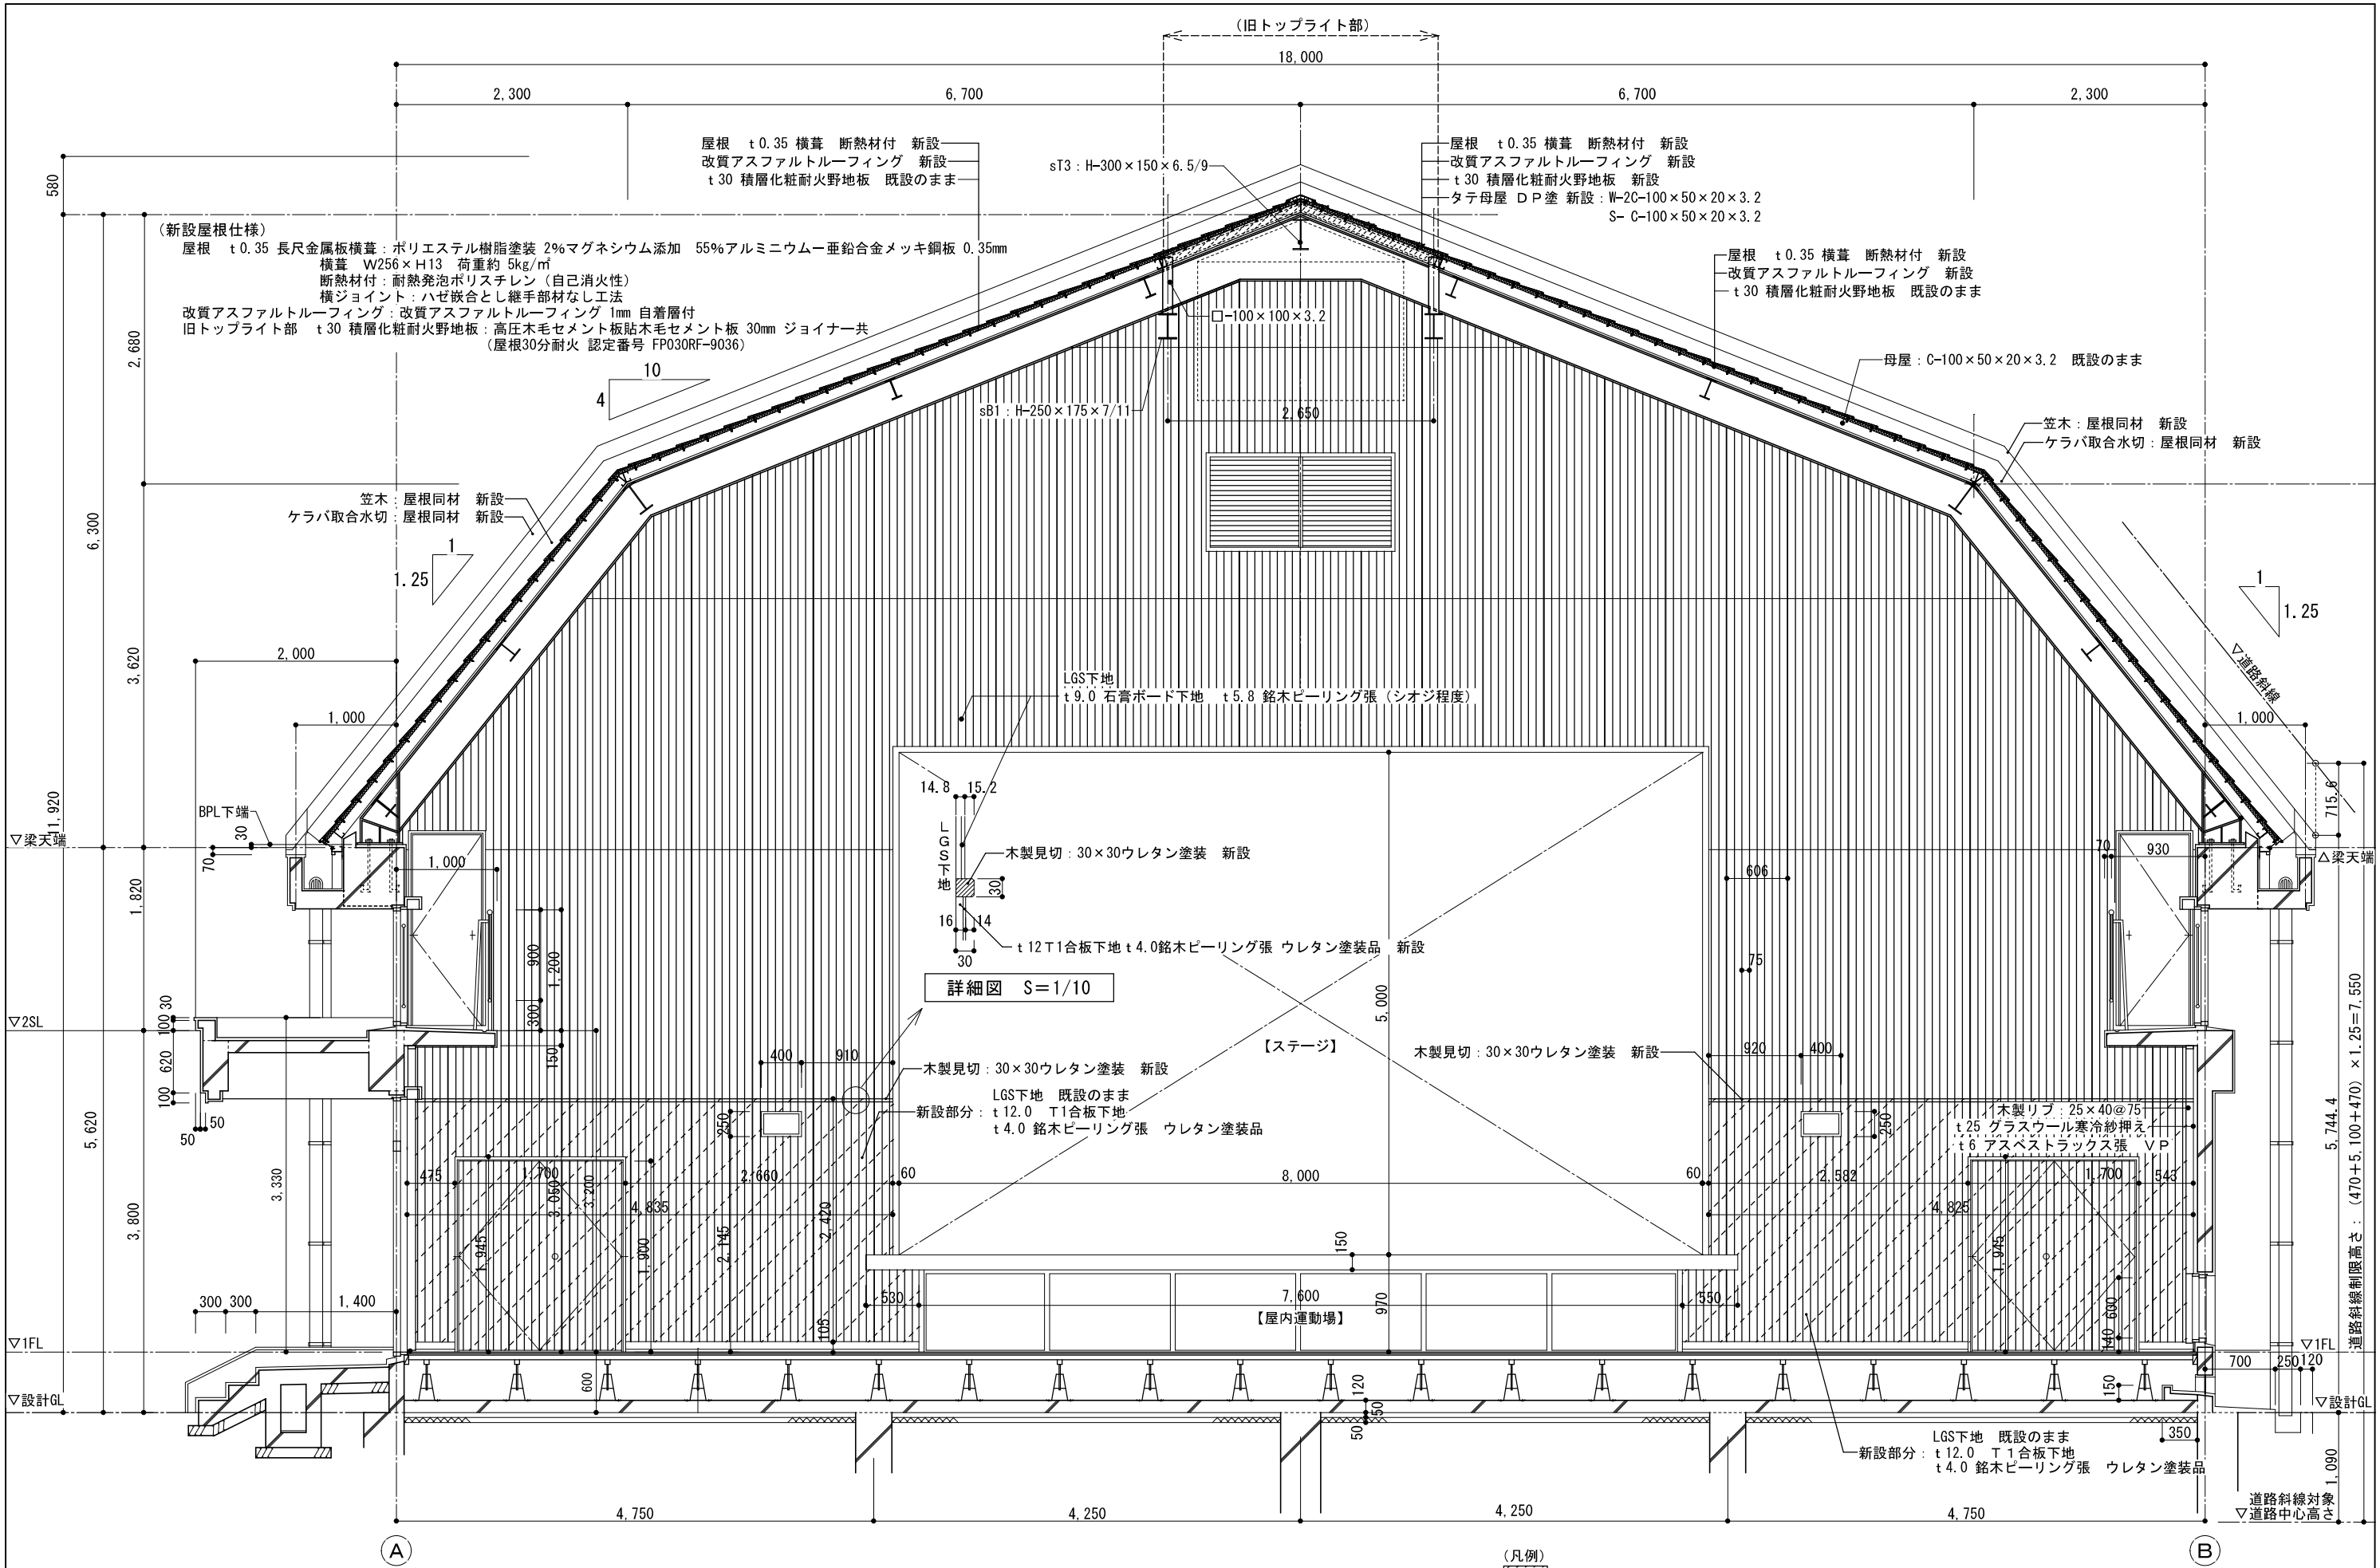 (旧トップライト部)
18,000
2,300
6,700
6,700
2,300
屋根 t0.35 横葺 断熱材付 新設
改質アスファルトルーフィング 新設
t30 積層化粧耐火野地板 既設のまま
sT3：H-300×150×6.5/9
屋根 t0.35 横葺 断熱材付 新設
改質アスファルトルーフィング 新設
t30 積層化粧耐火野地板 新設
タテ母屋 ＤＰ塗 新設：W-2C-100×50×20×3.2
S- C-100×50×20×3.2
580
(新設屋根仕様)
屋根 t0.35 長尺金属板横葺：ポリエステル樹脂塗装 2%マグネシウム添加 55%アルミニウムー亜鉛合金メッキ鋼板 0.35mm
横葺 W256×H13 荷重約 5kg/㎡
断熱材付：耐熱発泡ポリスチレン（自己消火性）
横ジョイント：ハゼ嵌合とし継手部材なし工法
改質アスファルトルーフィング：改質アスファルトルーフィング 1mm 自着層付
旧トップライト部 t30 積層化粧耐火野地板：高圧木毛セメント板貼木毛セメント板 30mm ジョイナー共
（屋根30分耐火 認定番号 FP030RF-9036）
屋根 t0.35 横葺 断熱材付 新設
改質アスファルトルーフィング 新設
t30 積層化粧耐火野地板 既設のまま
□-100×100×3.2
母屋：C-100×50×20×3.2 既設のまま
10
4
sB1：H-250×175×7/11
2,650
2,680
笠木：屋根同材 新設
ケラバ取合水切：屋根同材 新設
笠木：屋根同材 新設
ケラバ取合水切：屋根同材 新設
6,300
1
1.25
1
1.25
3,620
2,000
1,000
▽道路斜線
1,000
LGS下地
t9.0 石膏ボード下地 t5.8 銘木ピーリング張（シオジ程度）
11,920
BPL下端
30
70
▽梁天端
715.6
△梁天端
14.8
15.2
LGS下地
木製見切：30×30ウレタン塗装 新設
30
16
14
30
t12Ｔ1合板下地t4.0銘木ピーリング張 ウレタン塗装品 新設
詳細図 S=1/10
1,000
606
70
930
75
1,820
900
1,200
300
150
5,000
▽2SL
30
100
620
100
50
50
400
910
【ステージ】
木製見切：30×30ウレタン塗装 新設
920
400
木製見切：30×30ウレタン塗装 新設
LGS下地 既設のまま
新設部分：t12.0 Ｔ1合板下地
t4.0 銘木ピーリング張 ウレタン塗装品
250
250
木製リブ：25×40@75
t25 グラスウール寒冷紗押え
t6 アスベストラックス張 ＶＰ
5,620
3,800
3,330
475
1,700
2,660
60
8,000
60
2,582
1,700
543
4,835
4,825
3,050
3,200
1,945
1,900
2,145
2,420
150
1,945
5,744.4
道路斜線制限高さ：(470+5,100+470)×1.25=7,550
300
300
1,400
530
7,600
550
【屋内運動場】
970
105
600
140
▽1FL
▽1FL
600
120
150
50
700
250
120
150
▽設計GL
▽設計GL
350
LGS下地 既設のまま
新設部分：t12.0 Ｔ１合板下地
t4.0 銘木ピーリング張 ウレタン塗装品
1,090
道路斜線対象
▽道路中心高さ
4,750
4,250
4,250
4,750
A
B
(凡例)